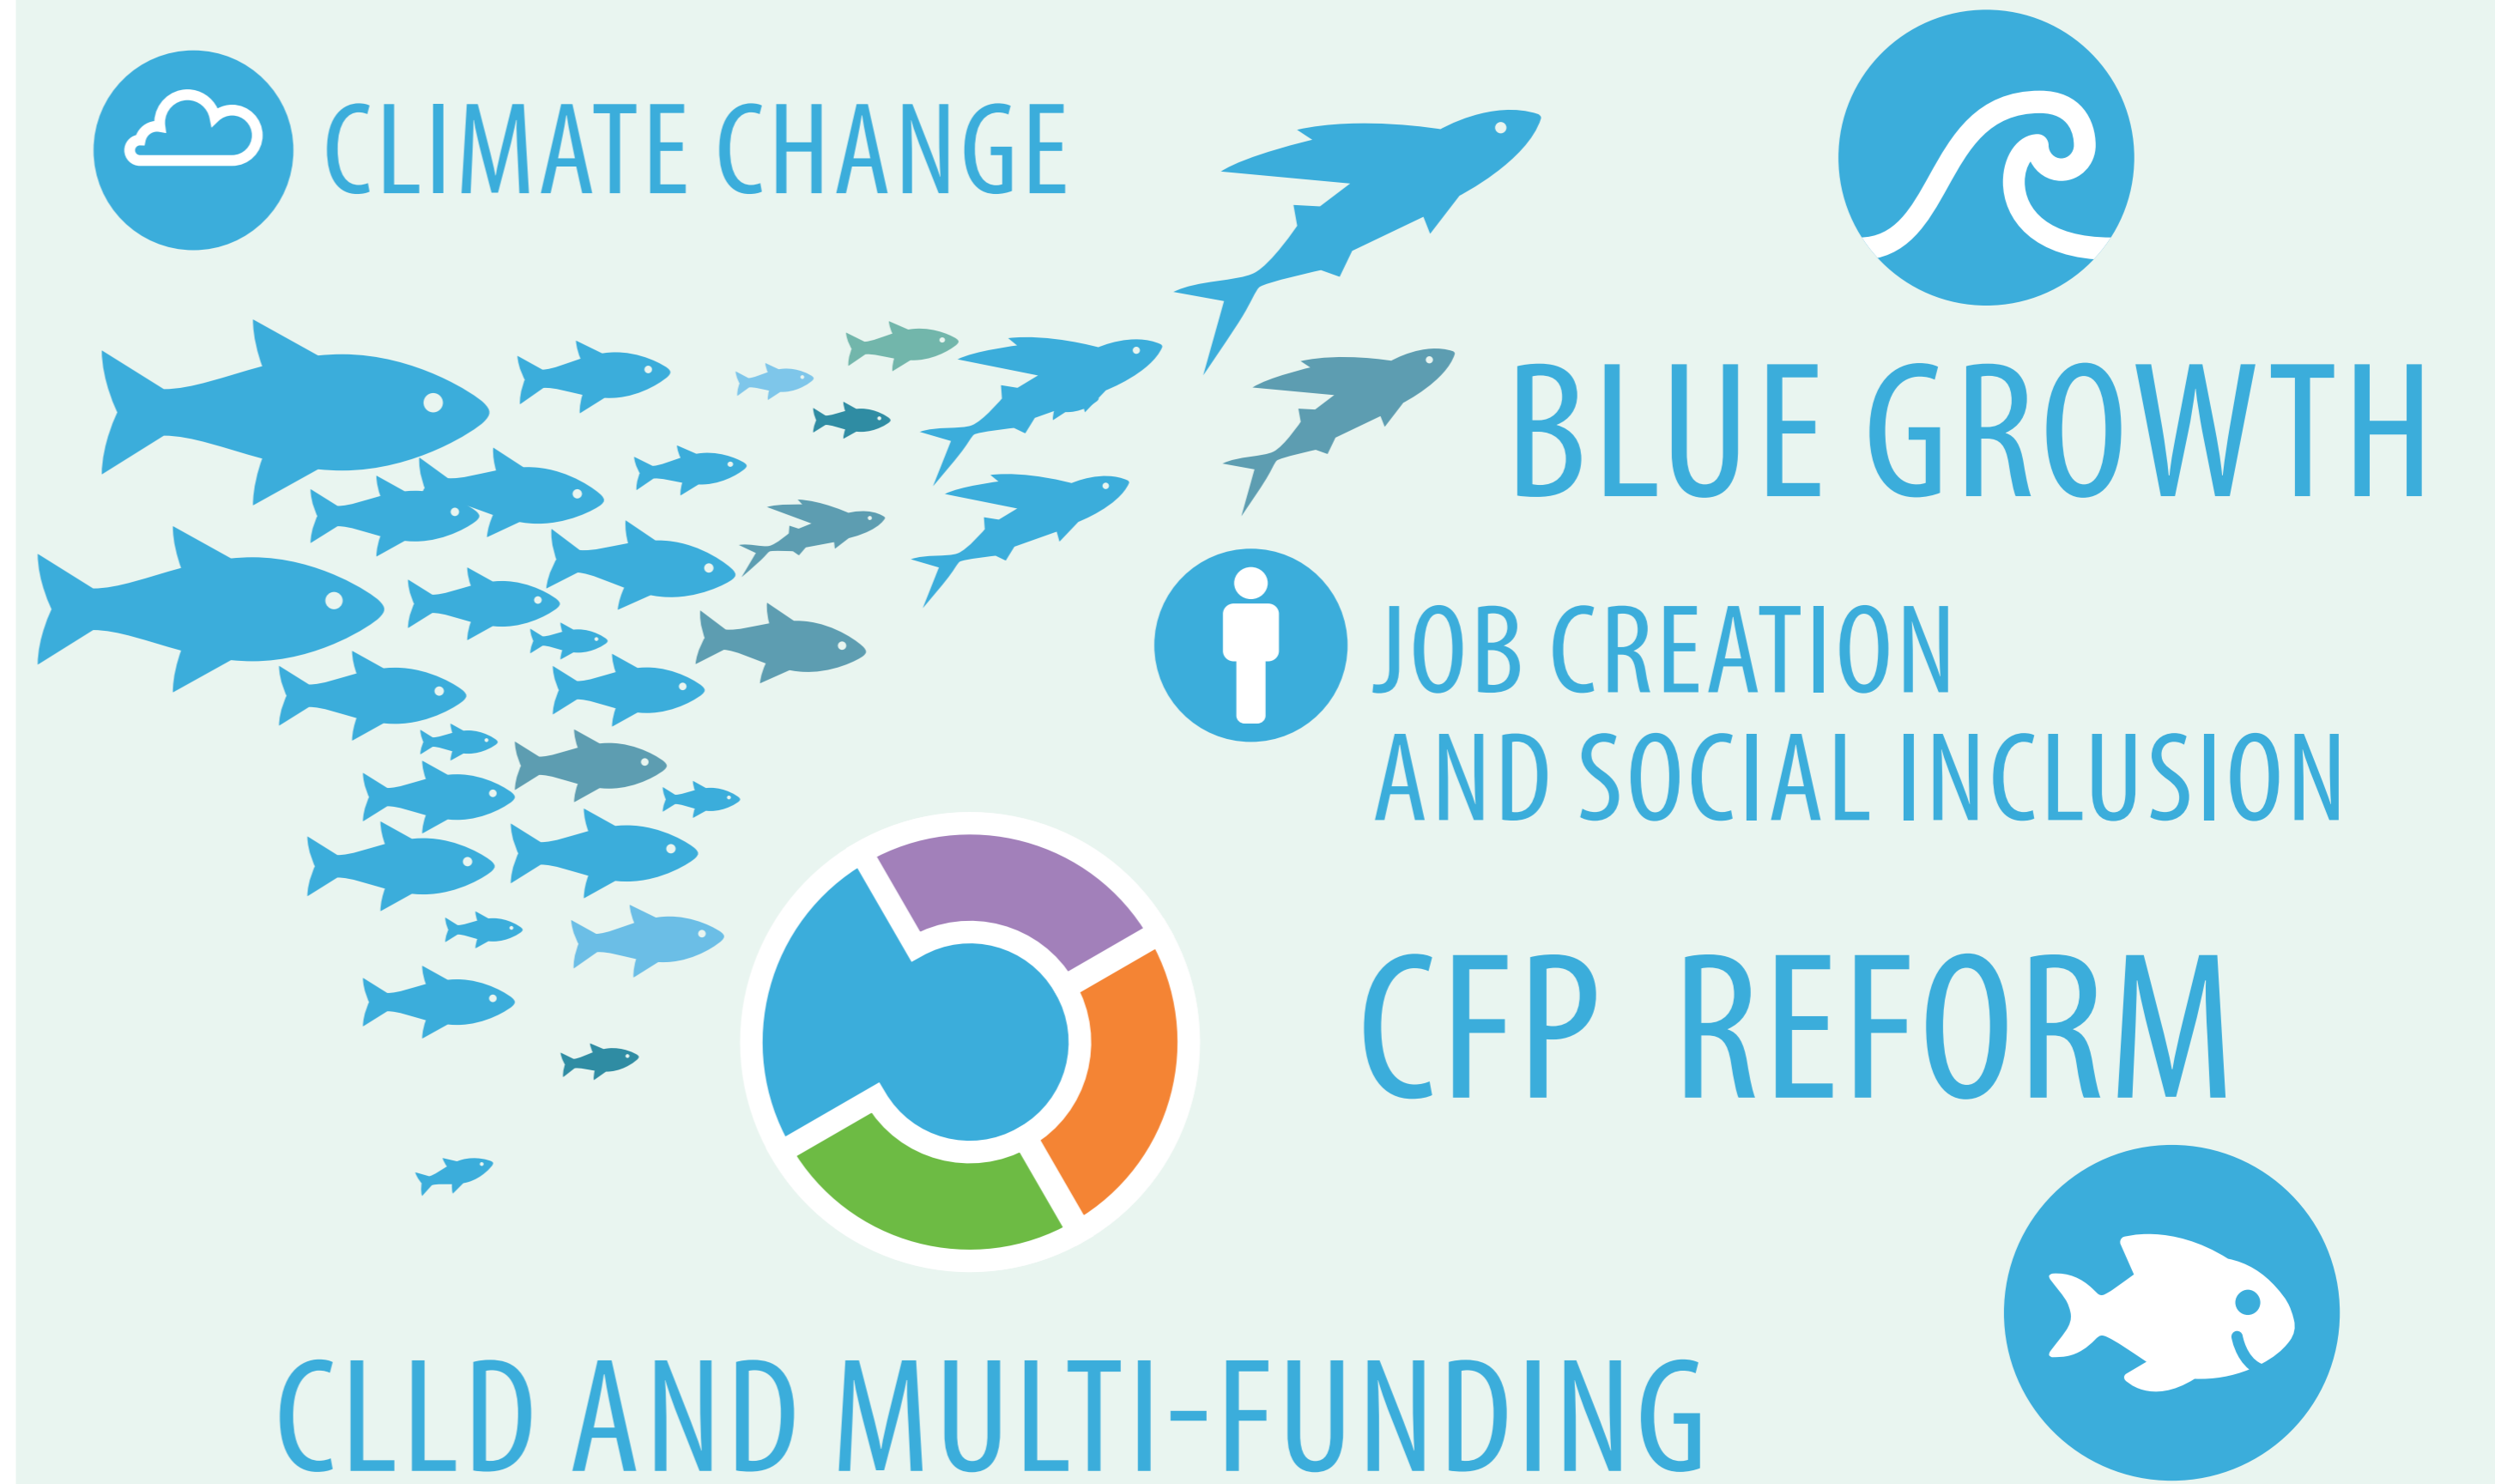 CLIMATE CHANGE
BLUE GROWTH
JOB CREATION
AND SOCIAL INCLUSION
CFP REFORM
CLLD AND MULTI-FUNDING